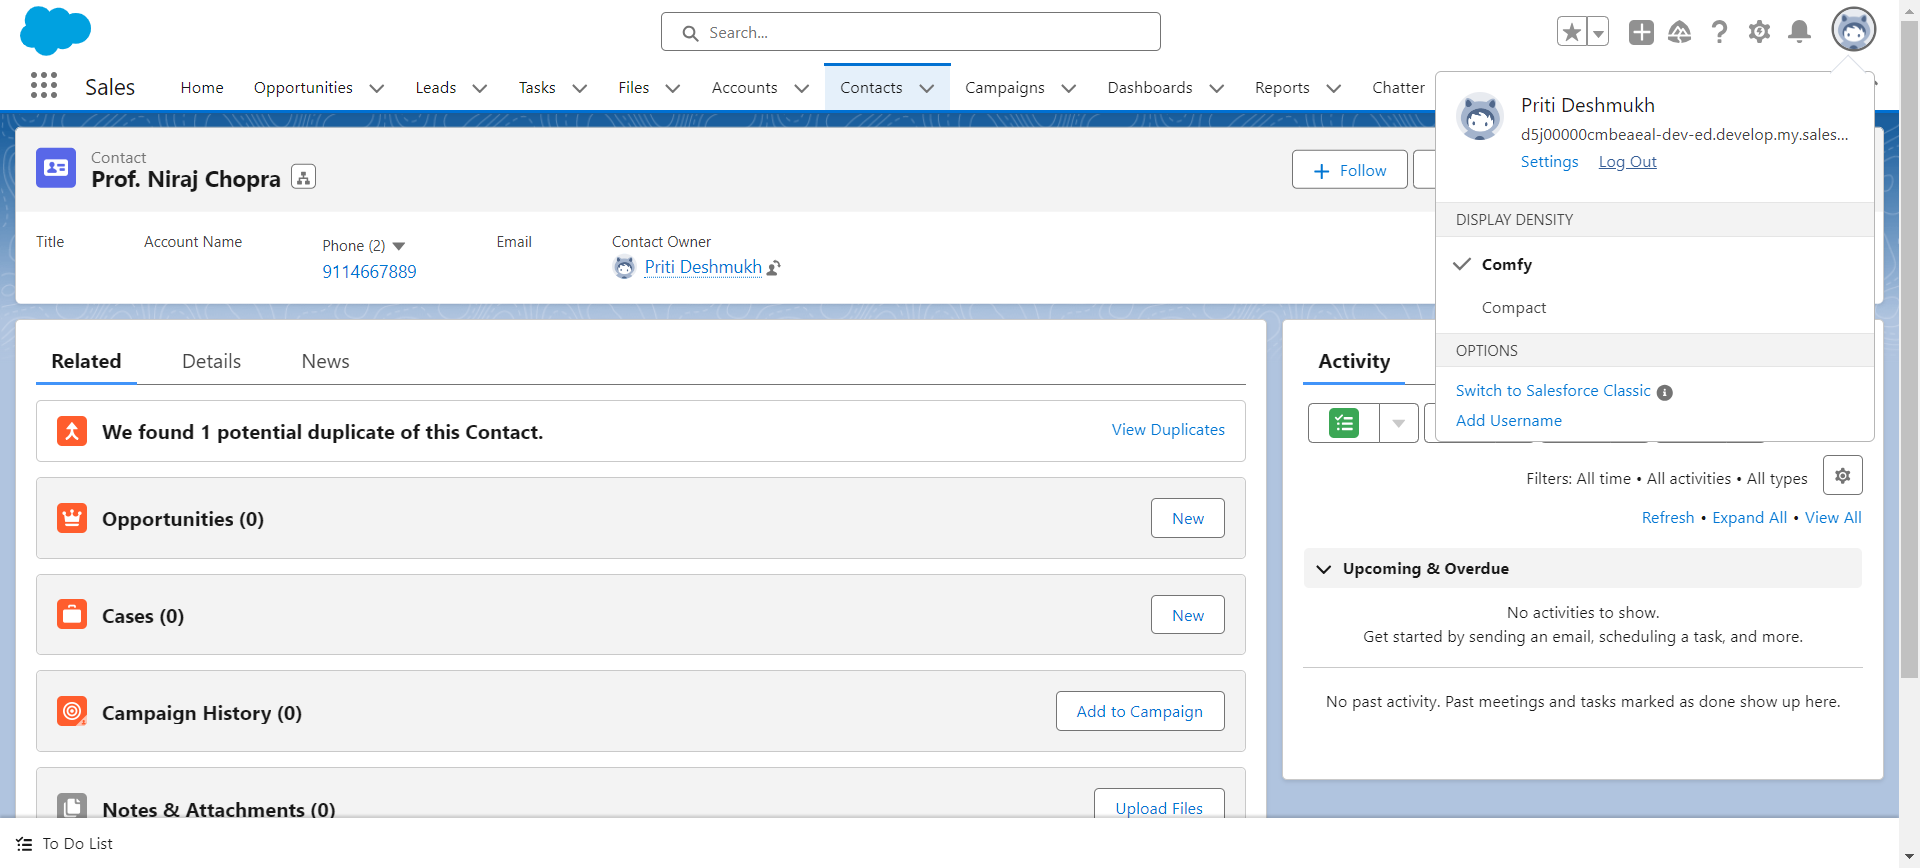 Search...
Sales
Home
Opportunities
Leads
Tasks
Files
Accounts
Contacts
Campaigns
Dashboards
Reports
Chatter
Contact
Prof. Niraj Chopra
Follow
Title
Account Name
Phone (2)
9114667889
Email
Contact Owner
Priti Deshmukh
Priti Deshmukh
d5j00000cmbeaeal-dev-ed.develop.my.sales...
Settings
Log Out
DISPLAY DENSITY
Comfy
Compact
OPTIONS
Switch to Salesforce Classic
Add Username
Related
Details
News
We found 1 potential duplicate of this Contact.
View Duplicates
Opportunities (0)
New
Cases (0)
New
Campaign History (0)
Add to Campaign
Notes & Attachments (0)
Upload Files
Activity
Filters: All time • All activities • All types
Refresh • Expand All • View All
Upcoming & Overdue
No activities to show.
Get started by sending an email, scheduling a task, and more.
No past activity. Past meetings and tasks marked as done show up here.
To Do List